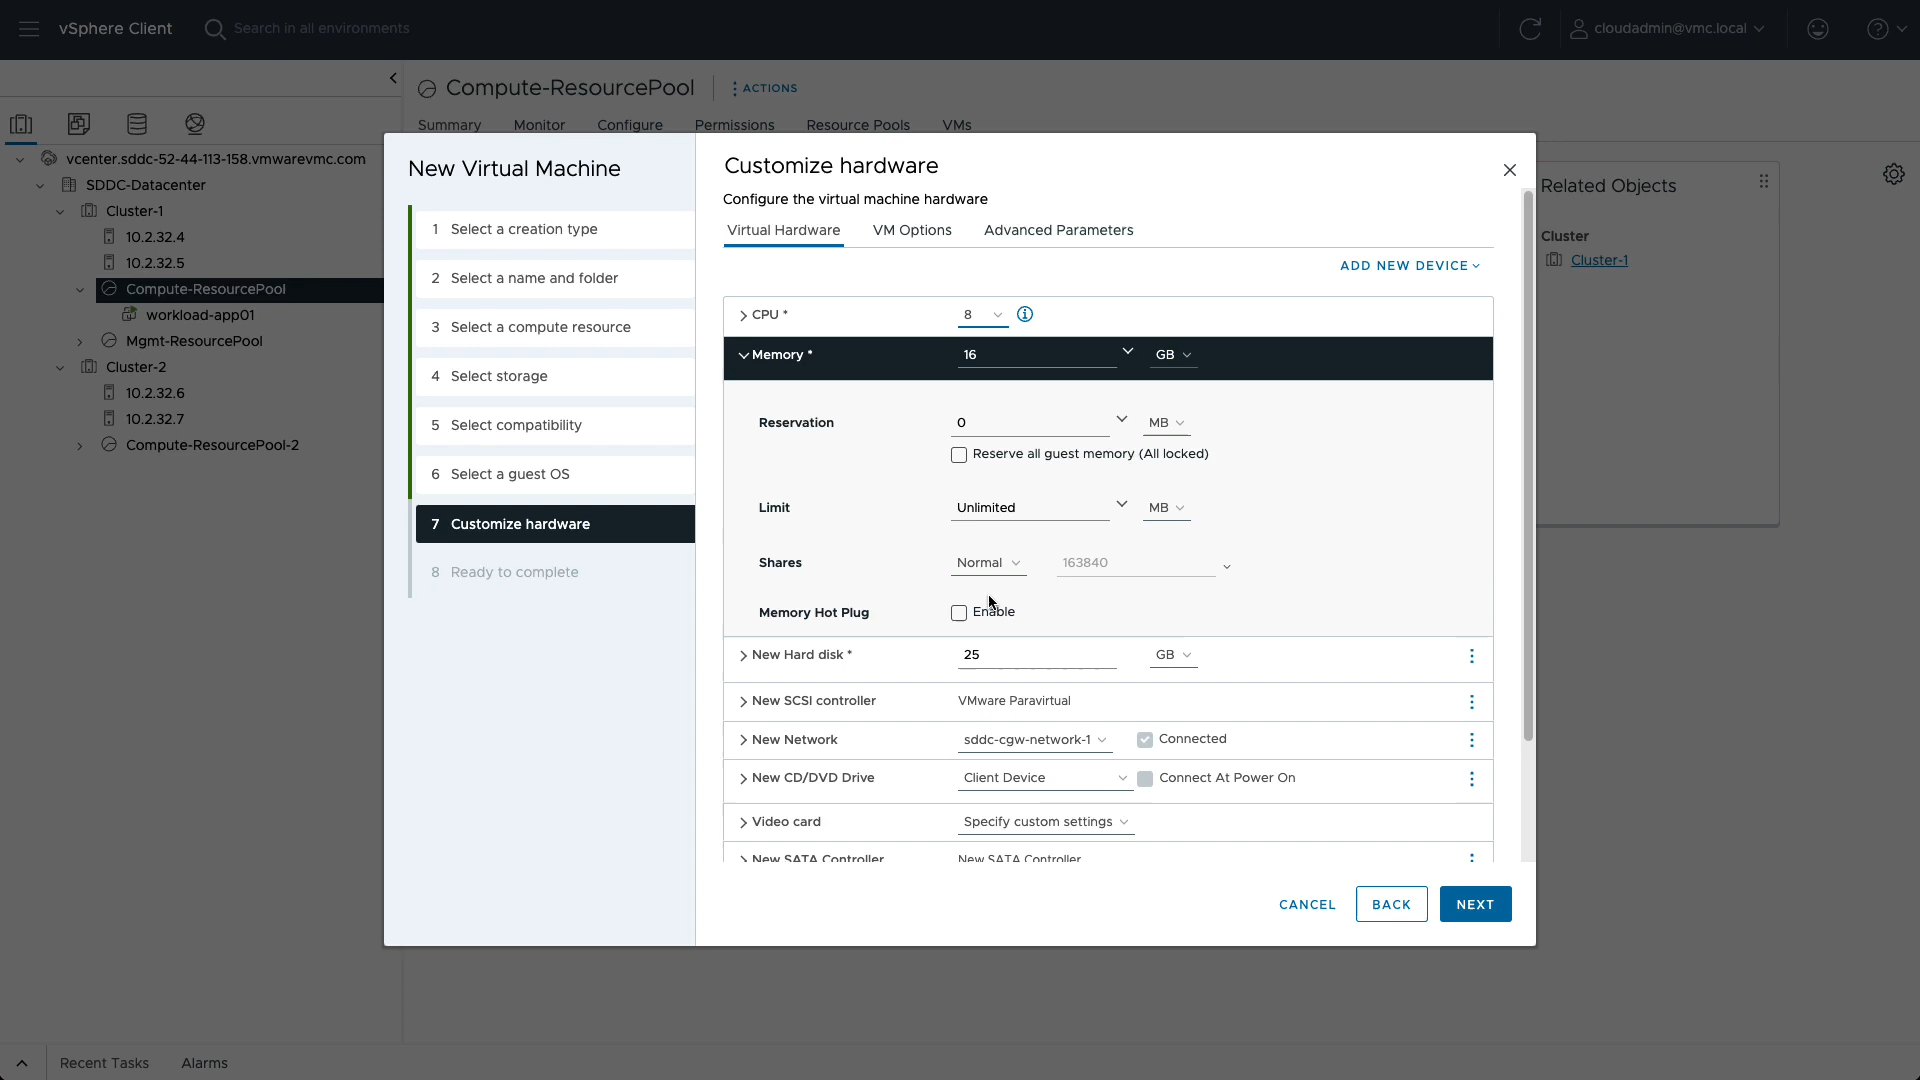 vSphere Client
Search in all environments
cloudadmin@vmc.local
Compute-ResourcePool
ACTIONS
Summary Monitor Configure Permissions Resource Pools VMs
vcenter.sddc-52-44-113-158.vmwarevmc.com
SDDC-Datacenter
Cluster-1
10.2.32.4
10.2.32.5
Compute-ResourcePool
workload-app01
Mgmt-ResourcePool
Cluster-2
10.2.32.6
10.2.32.7
Compute-ResourcePool-2
New Virtual Machine
1 Select a creation type
2 Select a name and folder
3 Select a compute resource
4 Select storage
5 Select compatibility
6 Select a guest OS
7 Customize hardware
8 Ready to complete
Customize hardware
Configure the virtual machine hardware
Virtual Hardware VM Options Advanced Parameters
ADD NEW DEVICE
CPU * 8
Memory * 16 GB
Reservation 0 MB
Reserve all guest memory (All locked)
Limit Unlimited MB
Shares Normal 163840
Memory Hot Plug Enable
New Hard disk * 25 GB
New SCSI controller VMware Paravirtual
New Network sddc-cgw-network-1 Connected
New CD/DVD Drive Client Device Connect At Power On
Video card Specify custom settings
New SATA Controller New SATA Controller
CANCEL BACK NEXT
Related Objects
Cluster
Cluster-1
Recent Tasks Alarms